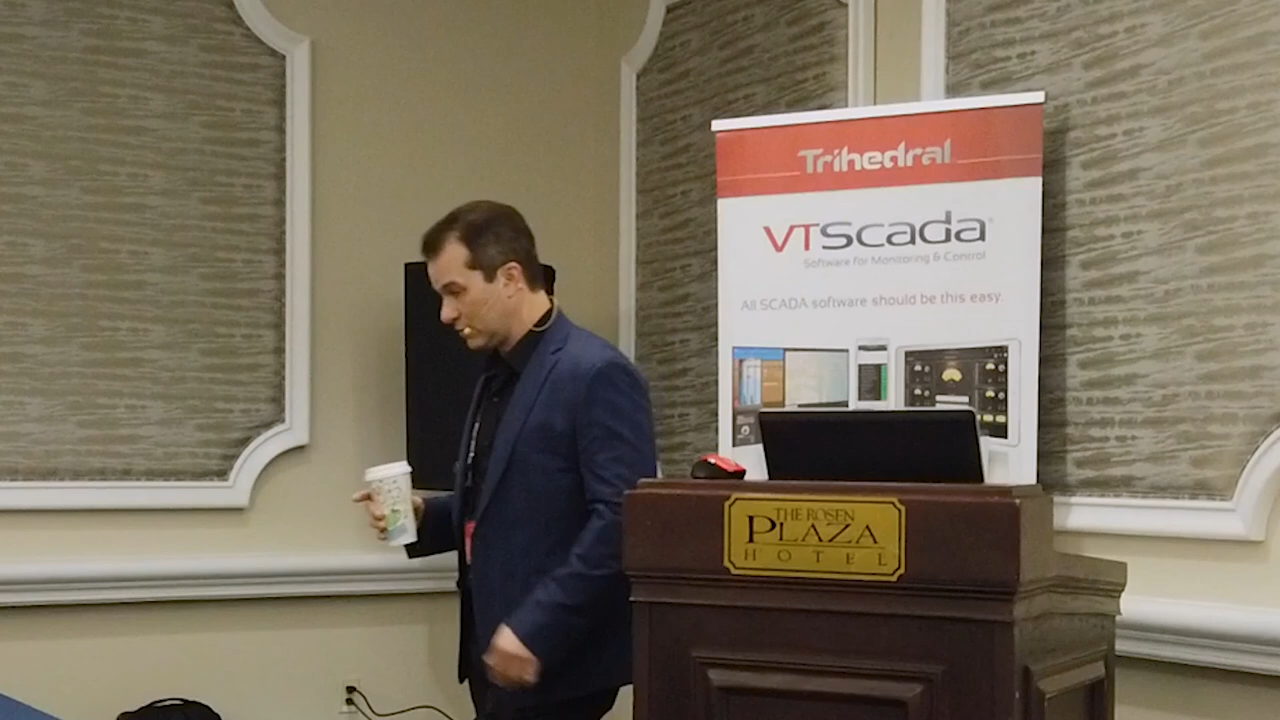 Trihedral
VTScada
Software for Monitoring & Control
All SCADA software should be this easy.
THE ROSEN
PLAZA
HOTEL